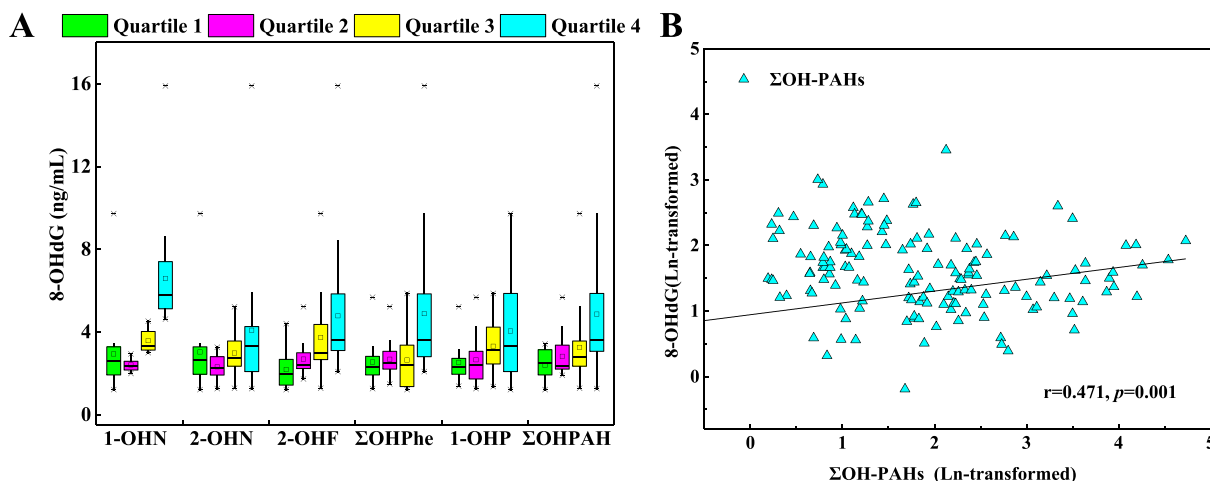 A
Quartile 1 Quartile 2 Quartile 3 Quartile 4
8-OHdG (ng/mL)
16
12
8
4
0
1-OHN 2-OHN 2-OHF ΣOHPhe 1-OHP ΣOHPAH
B
ΣOH-PAHs
8-OHdG(Ln-transformed)
5
4
3
2
1
0
r=0.471, p=0.001
0 1 2 3 4 5
ΣOH-PAHs (Ln-transformed)